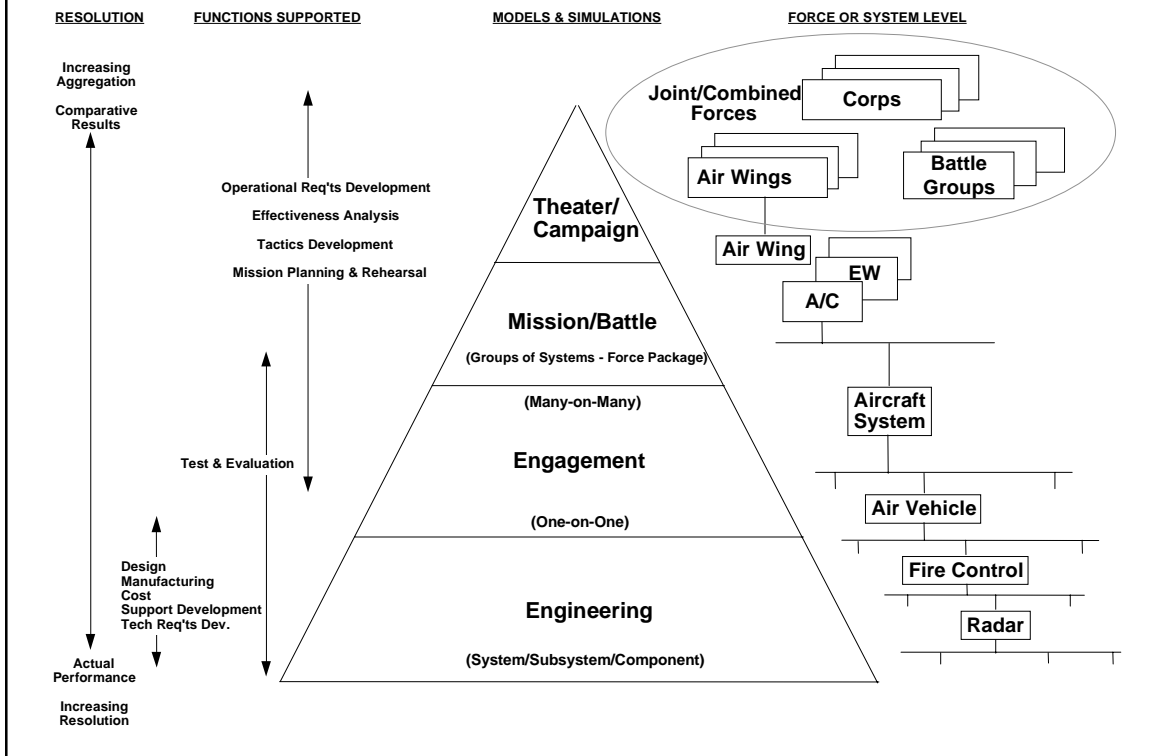 RESOLUTION
FUNCTIONS SUPPORTED
MODELS & SIMULATIONS
FORCE OR SYSTEM LEVEL
Increasing
Aggregation
Comparative
Results
Actual
Performance
Increasing
Resolution
Operational Req'ts Development
Effectiveness Analysis
Tactics Development
Mission Planning & Rehearsal
Test & Evaluation
Design
Manufacturing
Cost
Support Development
Tech Req'ts Dev.
Theater/
Campaign
Mission/Battle
(Groups of Systems - Force Package)
(Many-on-Many)
Engagement
(One-on-One)
Engineering
(System/Subsystem/Component)
Joint/Combined
Forces
Corps
Air Wings
Battle
Groups
Air Wing
EW
A/C
Aircraft
System
Air Vehicle
Fire Control
Radar